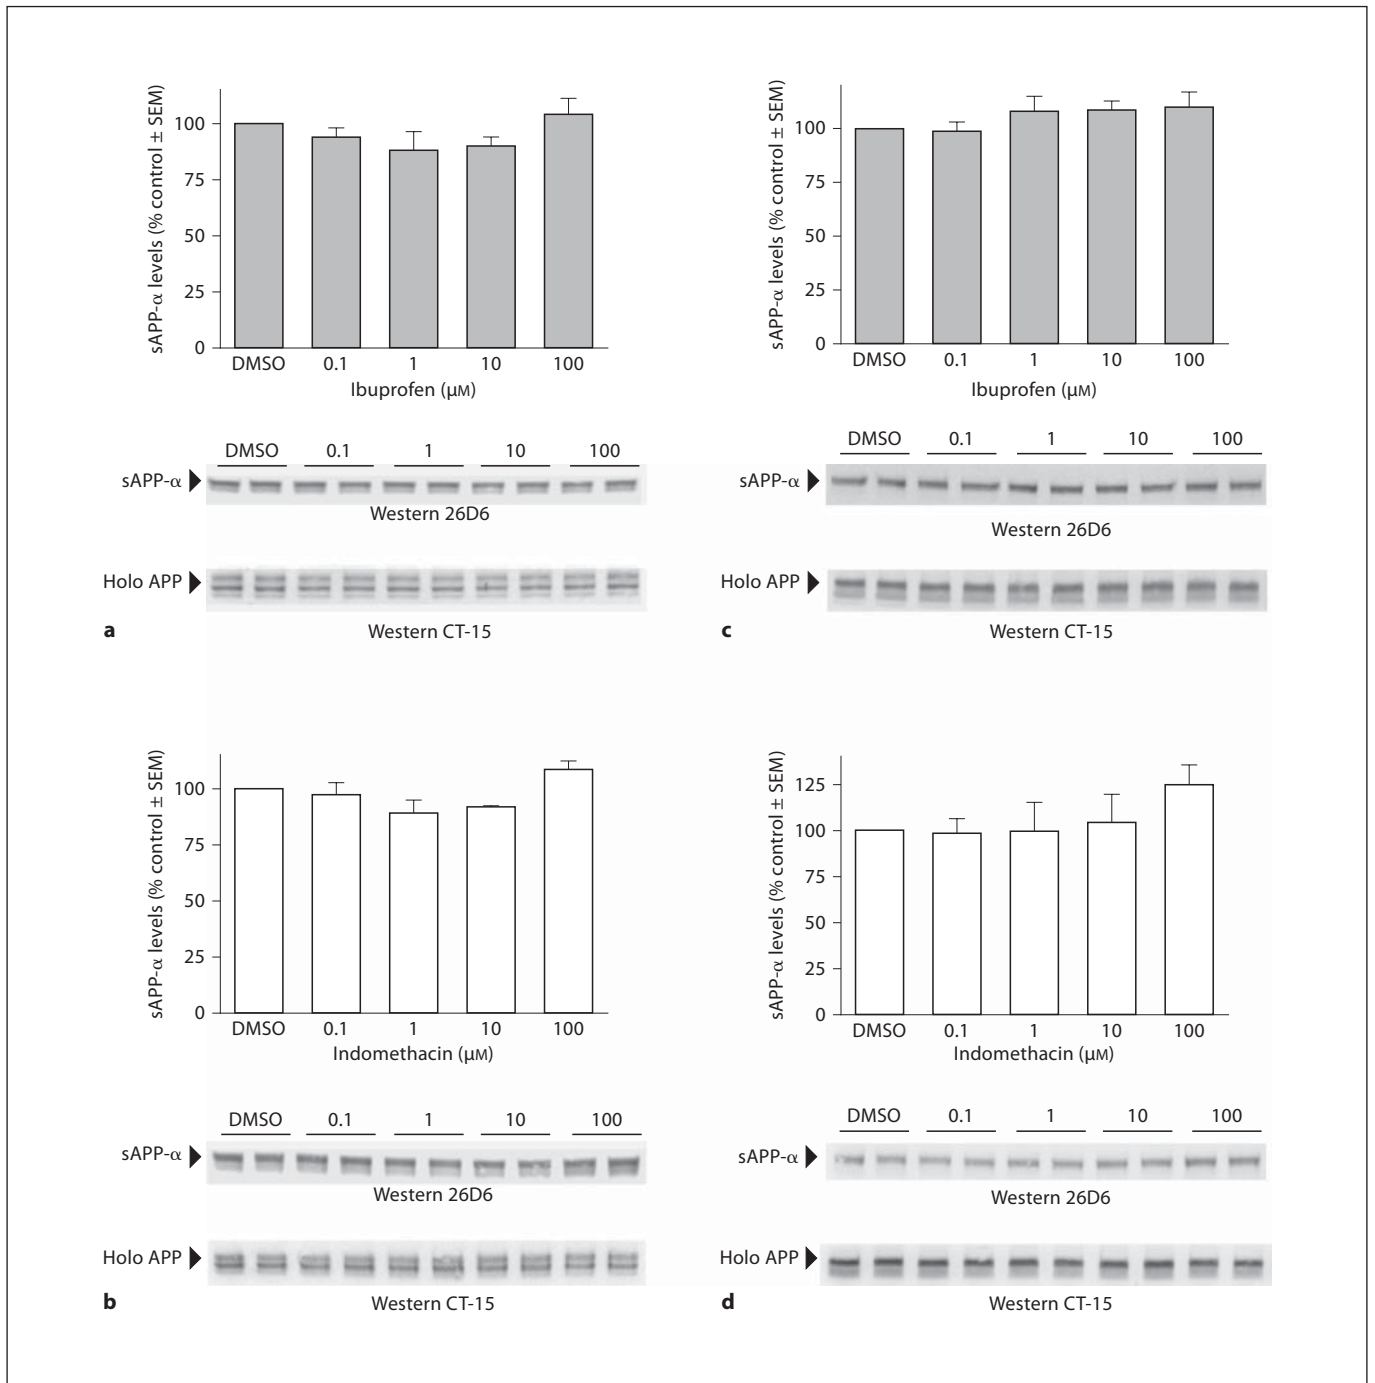 sAPP-α levels (% control ± SEM)
100
75
50
25
0
DMSO 0.1 1 10 100
Ibuprofen (µM)
DMSO 0.1 1 10 100
sAPP-α
Western 26D6
Holo APP
Western CT-15
a
sAPP-α levels (% control ± SEM)
100
75
50
25
0
DMSO 0.1 1 10 100
Ibuprofen (µM)
DMSO 0.1 1 10 100
sAPP-α
Western 26D6
Holo APP
Western CT-15
c
sAPP-α levels (% control ± SEM)
100
75
50
25
0
DMSO 0.1 1 10 100
Indomethacin (µM)
DMSO 0.1 1 10 100
sAPP-α
Western 26D6
Holo APP
Western CT-15
b
sAPP-α levels (% control ± SEM)
125
100
75
50
25
0
DMSO 0.1 1 10 100
Indomethacin (µM)
DMSO 0.1 1 10 100
sAPP-α
Western 26D6
Holo APP
Western CT-15
d